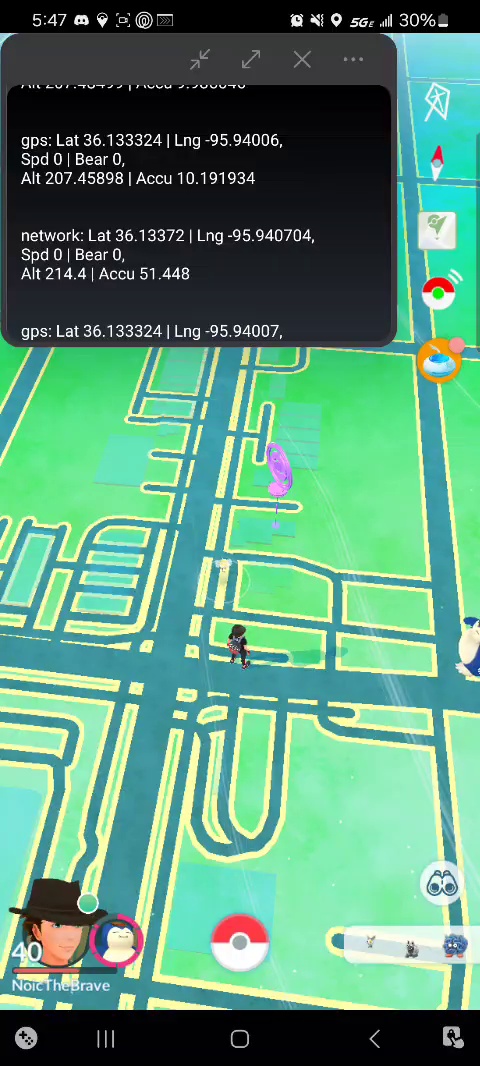 5:47
5G E
30%
gps: Lat 36.133324 | Lng -95.94006,
Spd 0 | Bear 0,
Alt 207.45898 | Accu 10.191934
network: Lat 36.13372 | Lng -95.940704,
Spd 0 | Bear 0,
Alt 214.4 | Accu 51.448
gps: Lat 36.133324 | Lng -95.94007,
40
NoicTheBrave